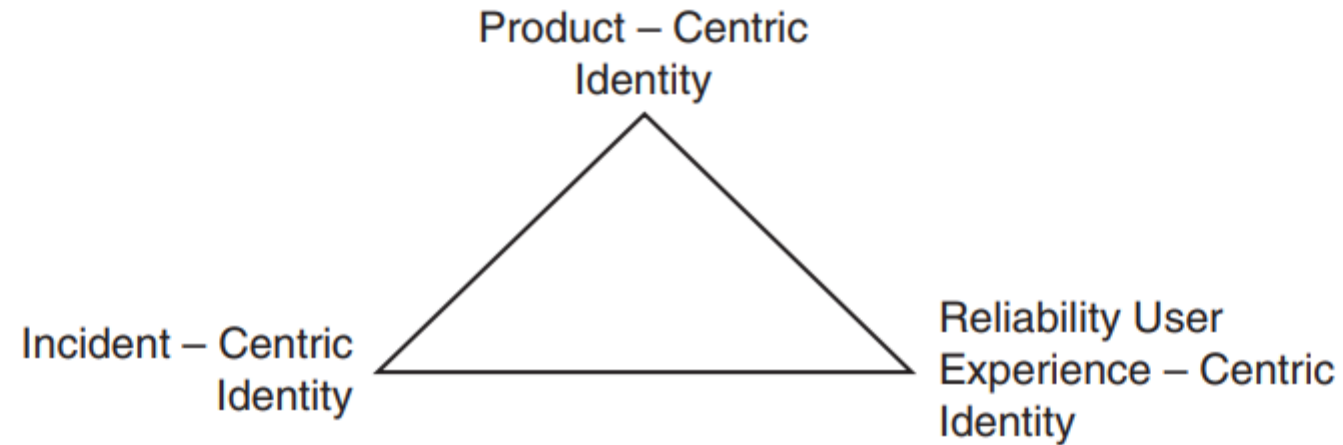 Product – Centric
Identity
Incident – Centric
Identity
Reliability User
Experience – Centric
Identity